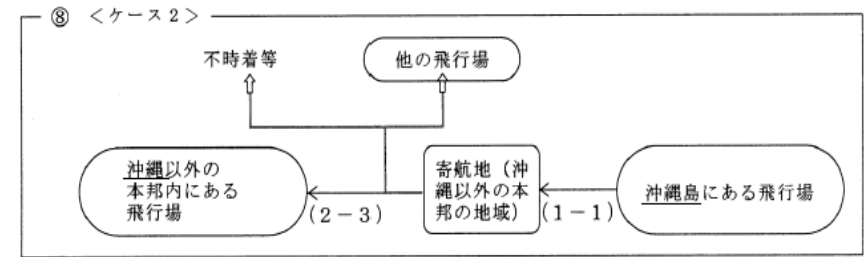 ⑧ <ケース2>
不時着等
他の飛行場
沖縄以外の
本邦内にある
飛行場
(2-3)
寄航地(沖
縄以外の本
邦の地域)
(1-1)
沖縄島にある飛行場